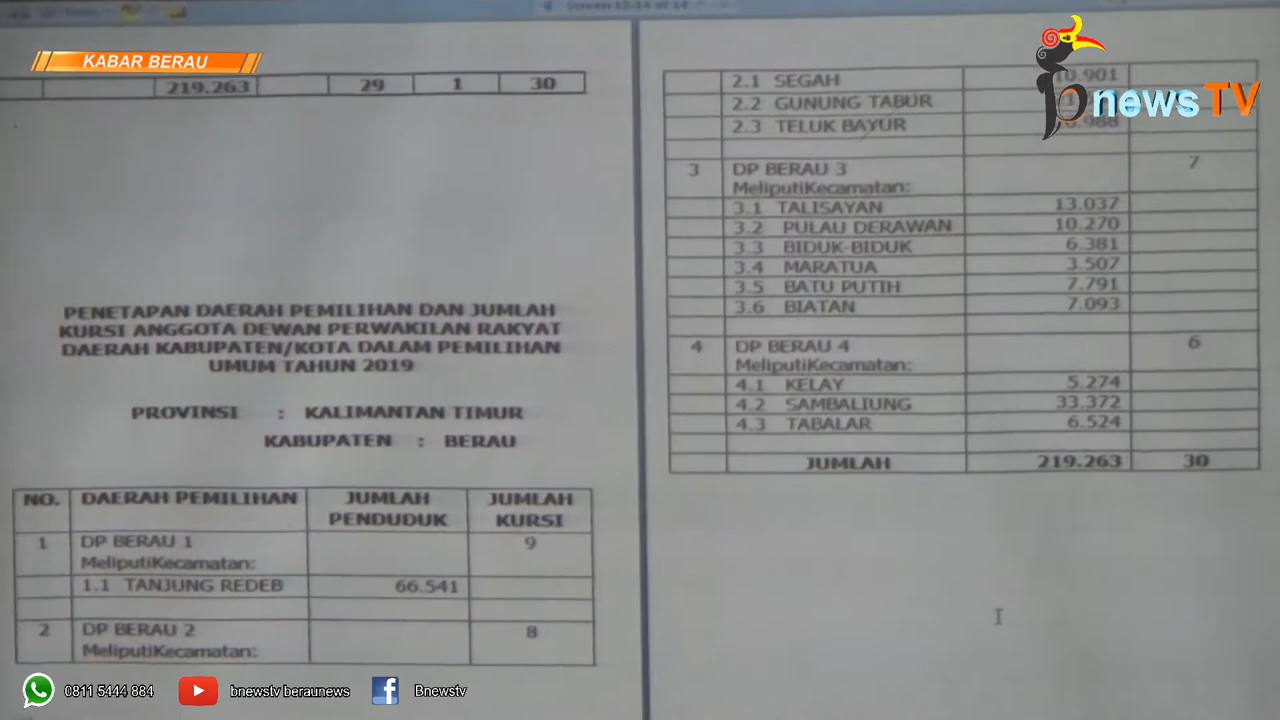 Screen 13-14 of 14
KABAR BERAU
bnewsTV
219.263 29 1 30
PENETAPAN DAERAH PEMILIHAN DAN JUMLAH
KURSI ANGGOTA DEWAN PERWAKILAN RAKYAT
DAERAH KABUPATEN/KOTA DALAM PEMILIHAN
UMUM TAHUN 2019
PROVINSI : KALIMANTAN TIMUR
KABUPATEN : BERAU
NO. DAERAH PEMILIHAN JUMLAH PENDUDUK JUMLAH KURSI
1 DP BERAU 1 9
MeliputiKecamatan:
1.1 TANJUNG REDEB 66.541
2 DP BERAU 2 8
MeliputiKecamatan:
2.1 SEGAH 10.901
2.2 GUNUNG TABUR
2.3 TELUK BAYUR
3 DP BERAU 3 7
MeliputiKecamatan:
3.1 TALISAYAN 13.037
3.2 PULAU DERAWAN 10.270
3.3 BIDUK-BIDUK 6.381
3.4 MARATUA 3.507
3.5 BATU PUTIH 7.791
3.6 BIATAN 7.093
4 DP BERAU 4 6
MeliputiKecamatan:
4.1 KELAY 5.274
4.2 SAMBALIUNG 33.372
4.3 TABALAR 6.524
JUMLAH 219.263 30
0811 5444 884
bnewstv beraunews
Bnewstv